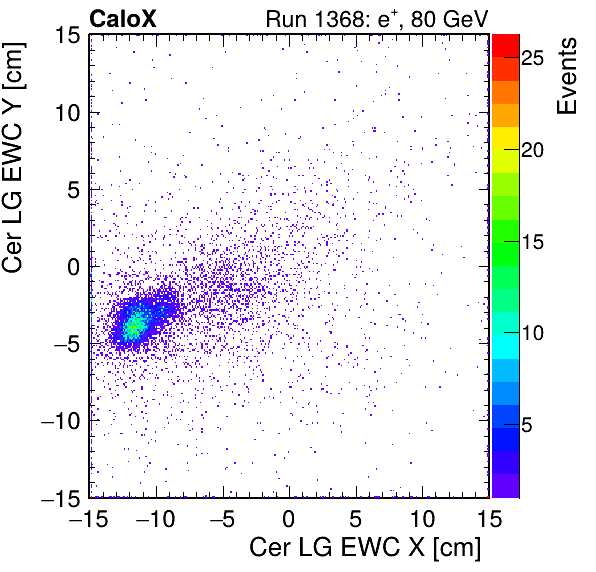 CaloX Run 1368: e⁺, 80 GeV
Cer LG EWC Y [cm]
15
10
5
0
−5
−10
−15
−15 −10 −5 0 5 10 15
Cer LG EWC X [cm]
Events
25
20
15
10
5